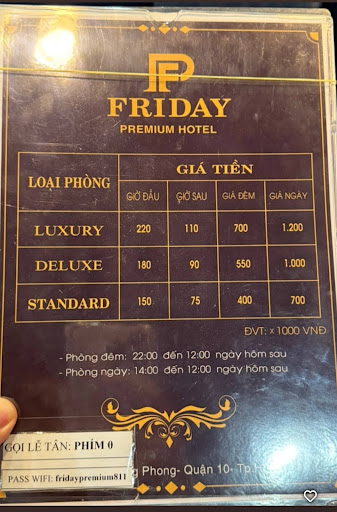 FP
FRIDAY
PREMIUM HOTEL
LOẠI PHÒNG GIÁ TIỀN
GIỜ ĐẦU GIỜ SAU GIÁ ĐÊM GIÁ NGÀY
LUXURY 220 110 700 1.200
DELUXE 180 90 550 1.000
STANDARD 150 75 400 700
ĐVT: x 1000 VNĐ
- Phòng đêm: 22:00 đến 12:00 ngày hôm sau
- Phòng ngày: 14:00 đến 12:00 ngày hôm sau
GỌI LỄ TÂN: PHÍM 0
Phong- Quận 10- Tp.
PASS WIFI: fridaypremium811